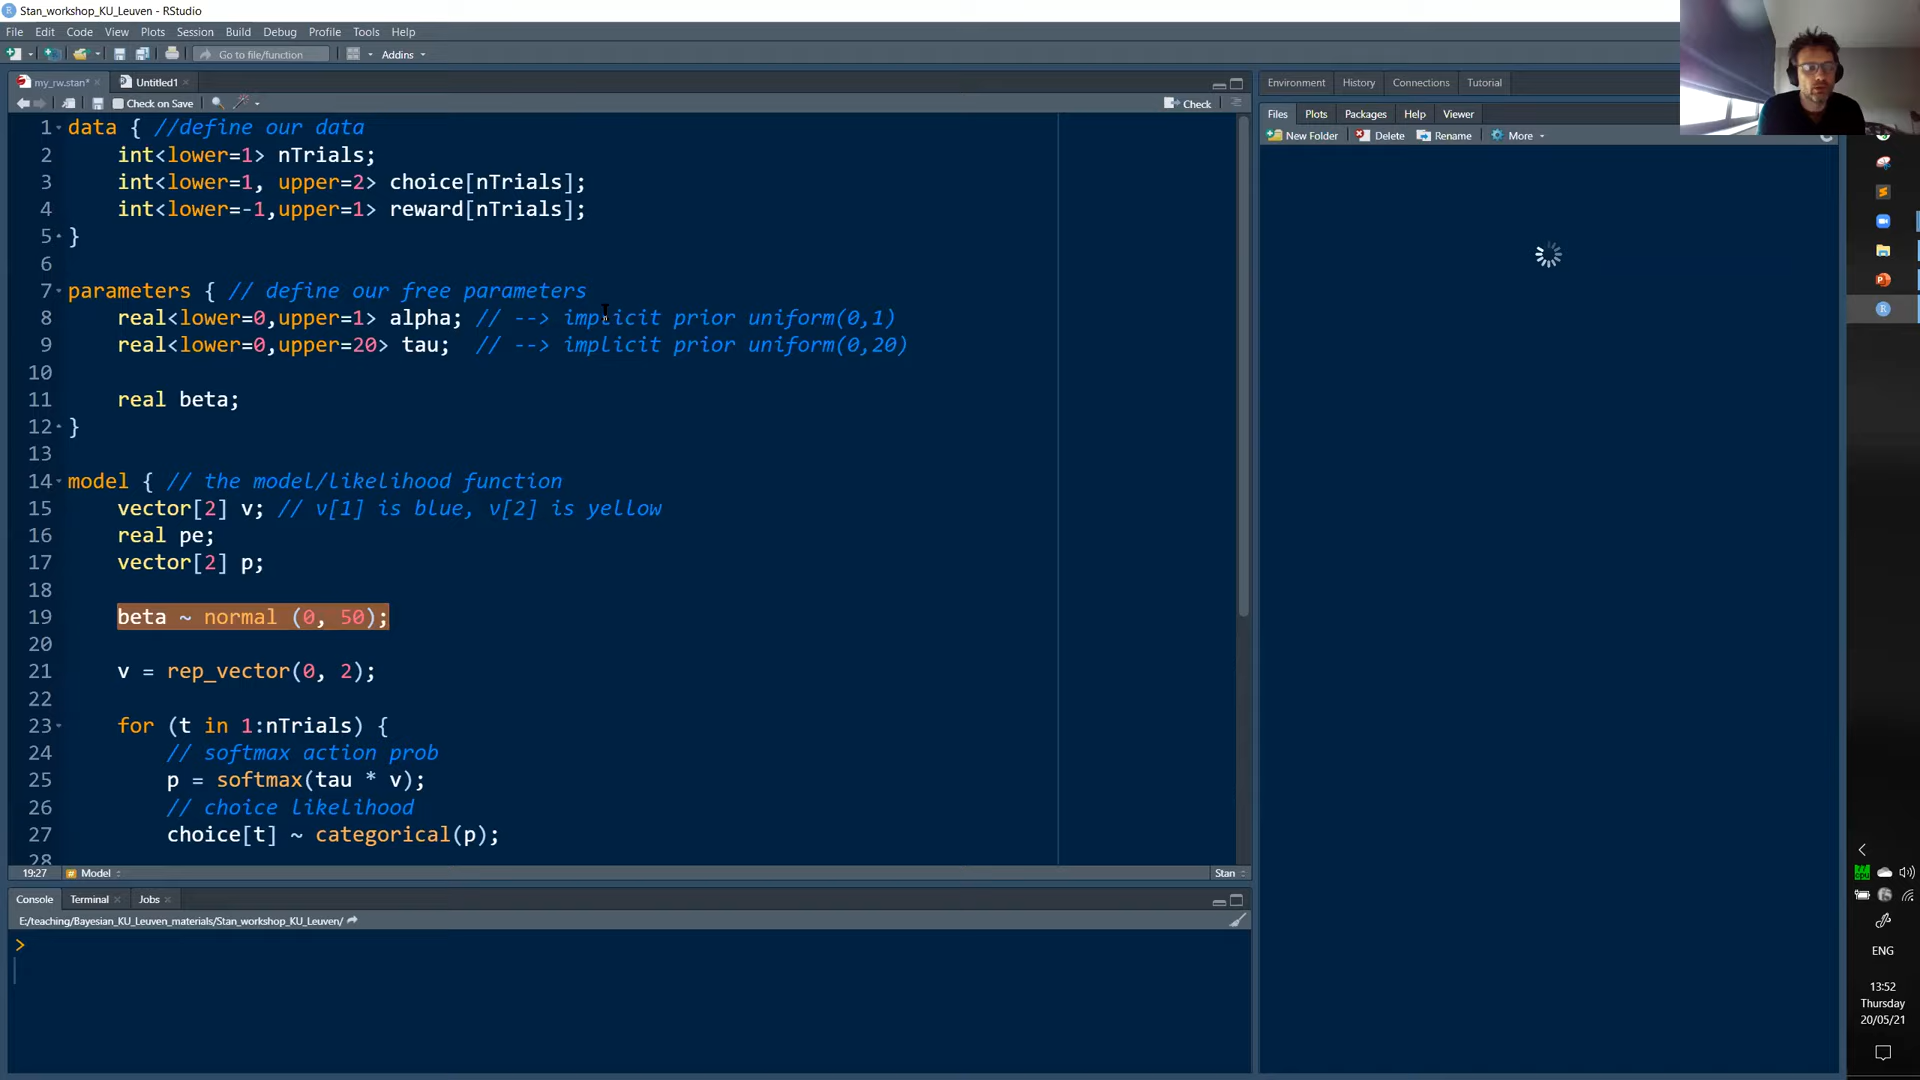 Stan_workshop_KU_Leuven - RStudio
File Edit Code View Plots Session Build Debug Profile Tools Help
Go to file/function Addins
my_rw.stan* Untitled1
Check on Save Check
1 data { //define our data
2 int<lower=1> nTrials;
3 int<lower=1, upper=2> choice[nTrials];
4 int<lower=-1,upper=1> reward[nTrials];
5 }
6
7 parameters { // define our free parameters
8 real<lower=0,upper=1> alpha; // --> implicit prior uniform(0,1)
9 real<lower=0,upper=20> tau; // --> implicit prior uniform(0,20)
10
11 real beta;
12 }
13
14 model { // the model/likelihood function
15 vector[2] v; // v[1] is blue, v[2] is yellow
16 real pe;
17 vector[2] p;
18
19 beta ~ normal (0, 50);
20
21 v = rep_vector(0, 2);
22
23 for (t in 1:nTrials) {
24 // softmax action prob
25 p = softmax(tau * v);
26 // choice likelihood
27 choice[t] ~ categorical(p);
28
19:27 # Model Stan
Console Terminal Jobs
E:/teaching/Bayesian_KU_Leuven_materials/Stan_workshop_KU_Leuven/
>
Environment History Connections Tutorial
Files Plots Packages Help Viewer
New Folder Delete Rename More
ENG
13:52
Thursday
20/05/21